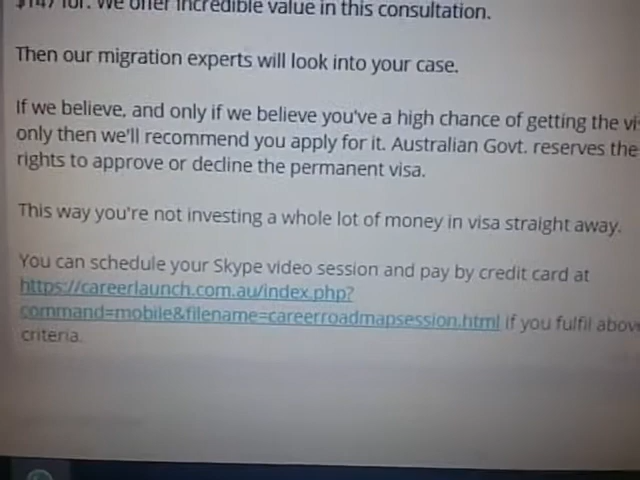 $147 for. We offer incredible value in this consultation.
Then our migration experts will look into your case.
If we believe, and only if we believe you've a high chance of getting the
only then we'll recommend you apply for it. Australian Govt. reserves the
rights to approve or decline the permanent visa.
This way you're not investing a whole lot of money in visa straight away.
You can schedule your Skype video session and pay by credit card at
https://careerlaunch.com.au/index.php?
command=mobile&filename=careerroadmapsession.html if you fulfil
criteria.